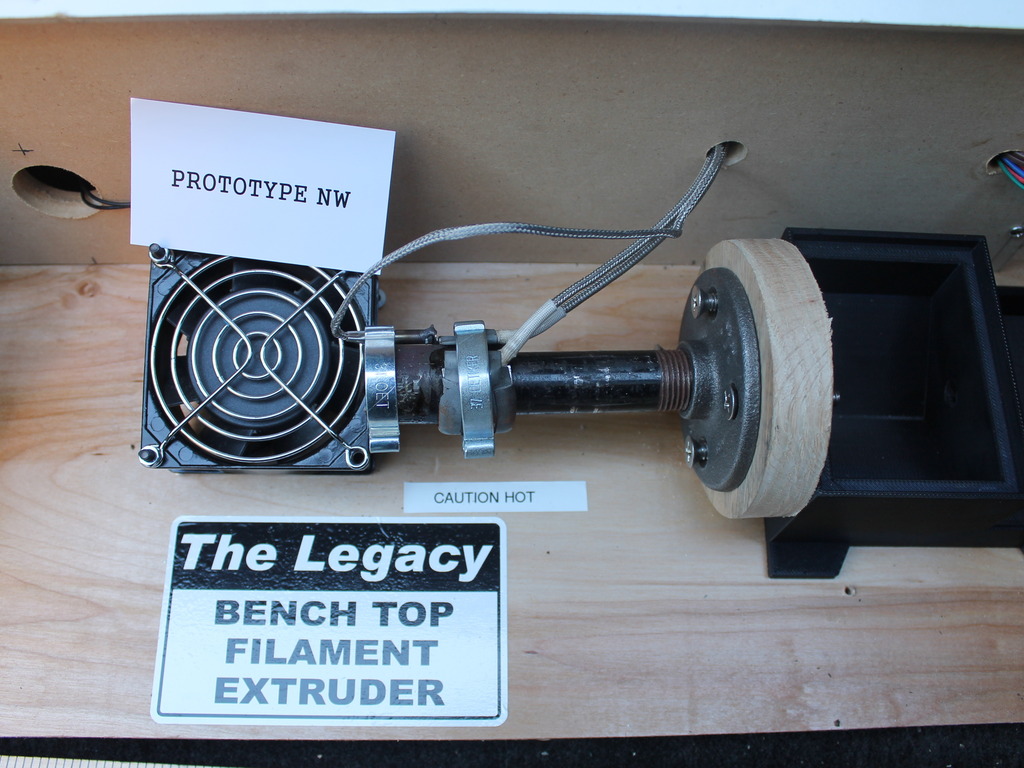 PROTOTYPE NW
CAUTION HOT
The Legacy
BENCH TOP
FILAMENT
EXTRUDER